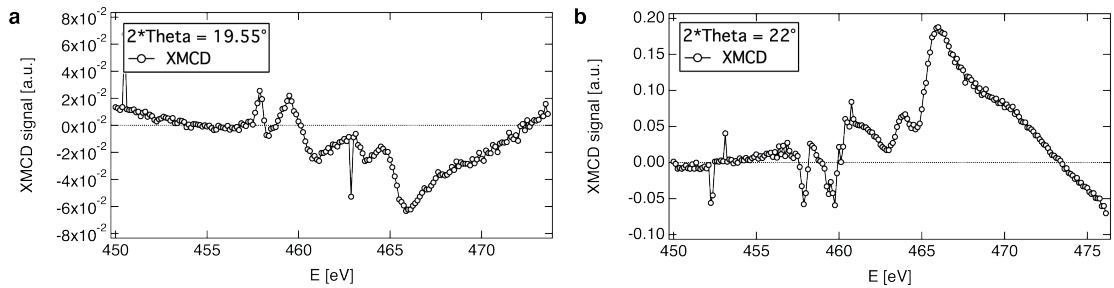 a
8x10-2
6x10-2
4x10-2
2x10-2
0x10-2
-2x10-2
-4x10-2
-6x10-2
-8x10-2
XMCD signal [a.u.]
2*Theta = 19.55°
XMCD
450 455 460 465 470
E [eV]
b
0.20
0.15
0.10
0.05
0.00
-0.05
-0.10
XMCD signal [a.u.]
2*Theta = 22°
XMCD
450 455 460 465 470 475
E [eV]